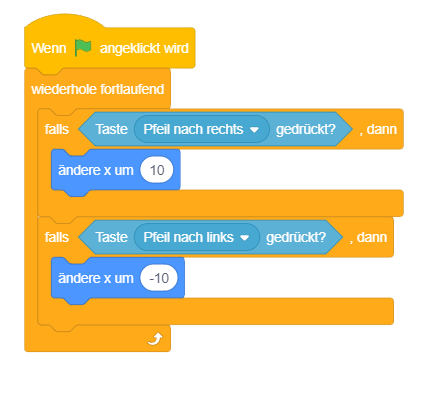 Wenn angeklickt wird
wiederhole fortlaufend
falls Taste Pfeil nach rechts gedrückt? , dann
ändere x um 10
falls Taste Pfeil nach links gedrückt? , dann
ändere x um -10